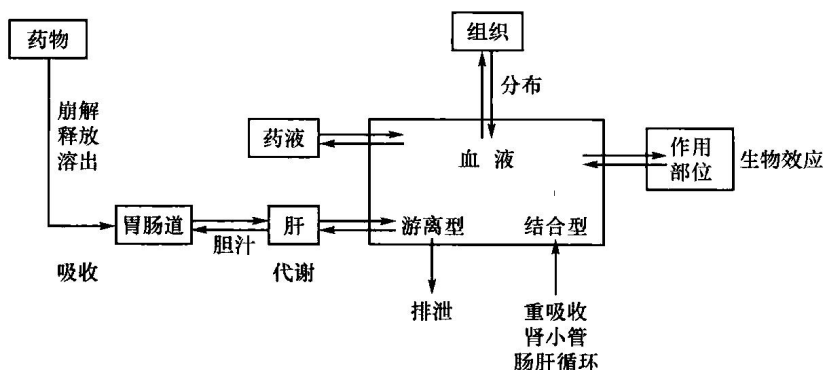 药物
组织
崩解
释放
溶出
分布
药液
血 液
作用
部位
生物效应
胃肠道
胆汁
肝
游离型
结合型
吸收
代谢
排泄
重吸收
肾小管
肠肝循环